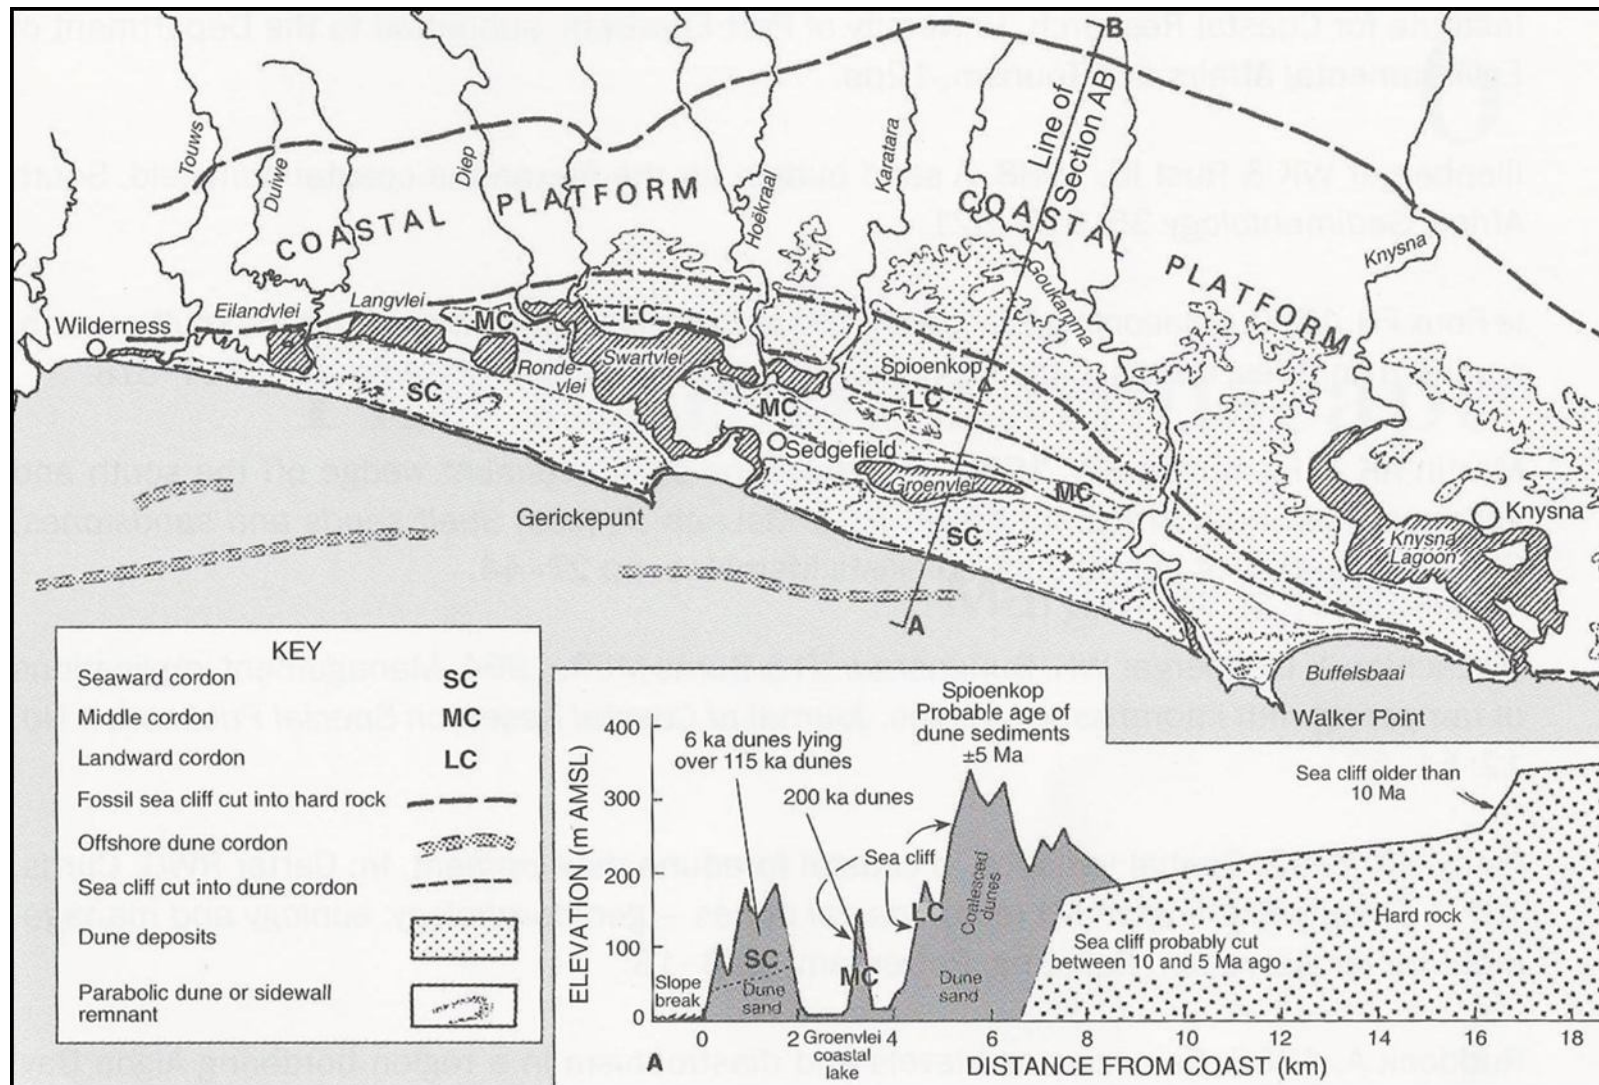 B
Line of
Section AB
Touws
Duiwe
Diep
Hoëkraal
Karatara
Goukamma
Knysna
COASTAL PLATFORM
COASTAL PLATFORM
Wilderness
Eilandvlei
Langvlei
MC
LC
Swartvlei
Ronde-
vlei
SC
Spioenkop
LC
MC
Sedgefield
Groenvlei
MC
SC
Gerickepunt
A
Knysna
Knysna
Lagoon
Buffelsbaai
Walker Point
KEY
Seaward cordon SC
Middle cordon MC
Landward cordon LC
Fossil sea cliff cut into hard rock
Offshore dune cordon
Sea cliff cut into dune cordon
Dune deposits
Parabolic dune or sidewall
remnant
ELEVATION (m AMSL)
400
300
200
100
0
6 ka dunes lying
over 115 ka dunes
200 ka dunes
Spioenkop
Probable age of
dune sediments
±5 Ma
Sea cliff
Sea cliff older than
10 Ma
Slope
break
SC
Dune
sand
MC
LC
Coalesced
dunes
Dune
sand
Hard rock
Sea cliff probably cut
between 10 and 5 Ma ago
A
0 2 4 6 8 10 12 14 16 18
Groenvlei
coastal
lake
DISTANCE FROM COAST (km)